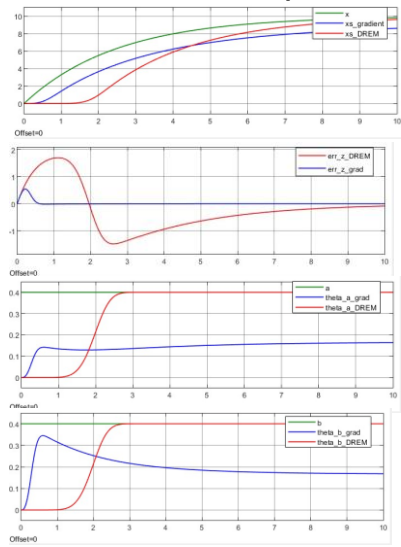 x
xs_gradient
xs_DREM
10
8
6
4
2
0
0 1 2 3 4 5 6 7 8 9 10
Offset=0
err_z_DREM
err_z_grad
2
1
0
-1
0 1 2 3 4 5 6 7 8 9 10
Offset=0
a
theta_a_grad
theta_a_DREM
0.4
0.3
0.2
0.1
0
0 1 2 3 4 5 6 7 8 9 10
Offset=0
b
theta_b_grad
theta_b_DREM
0.4
0.3
0.2
0.1
0
0 1 2 3 4 5 6 7 8 9 10
Offset=0